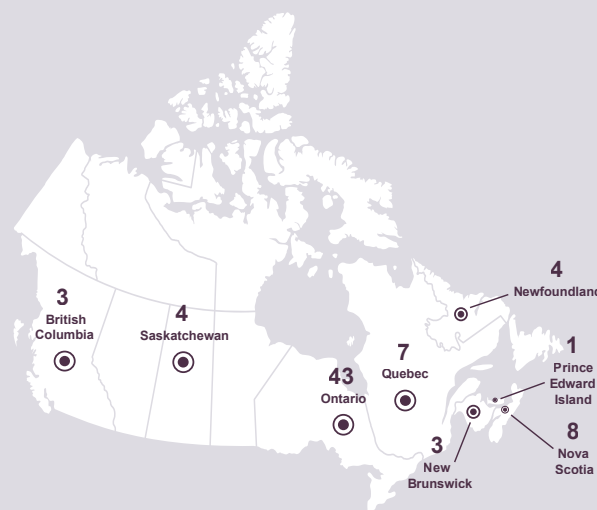 3
British
Columbia
4
Saskatchewan
43
Ontario
7
Quebec
4
Newfoundland
1
Prince
Edward
Island
8
Nova
Scotia
3
New
Brunswick